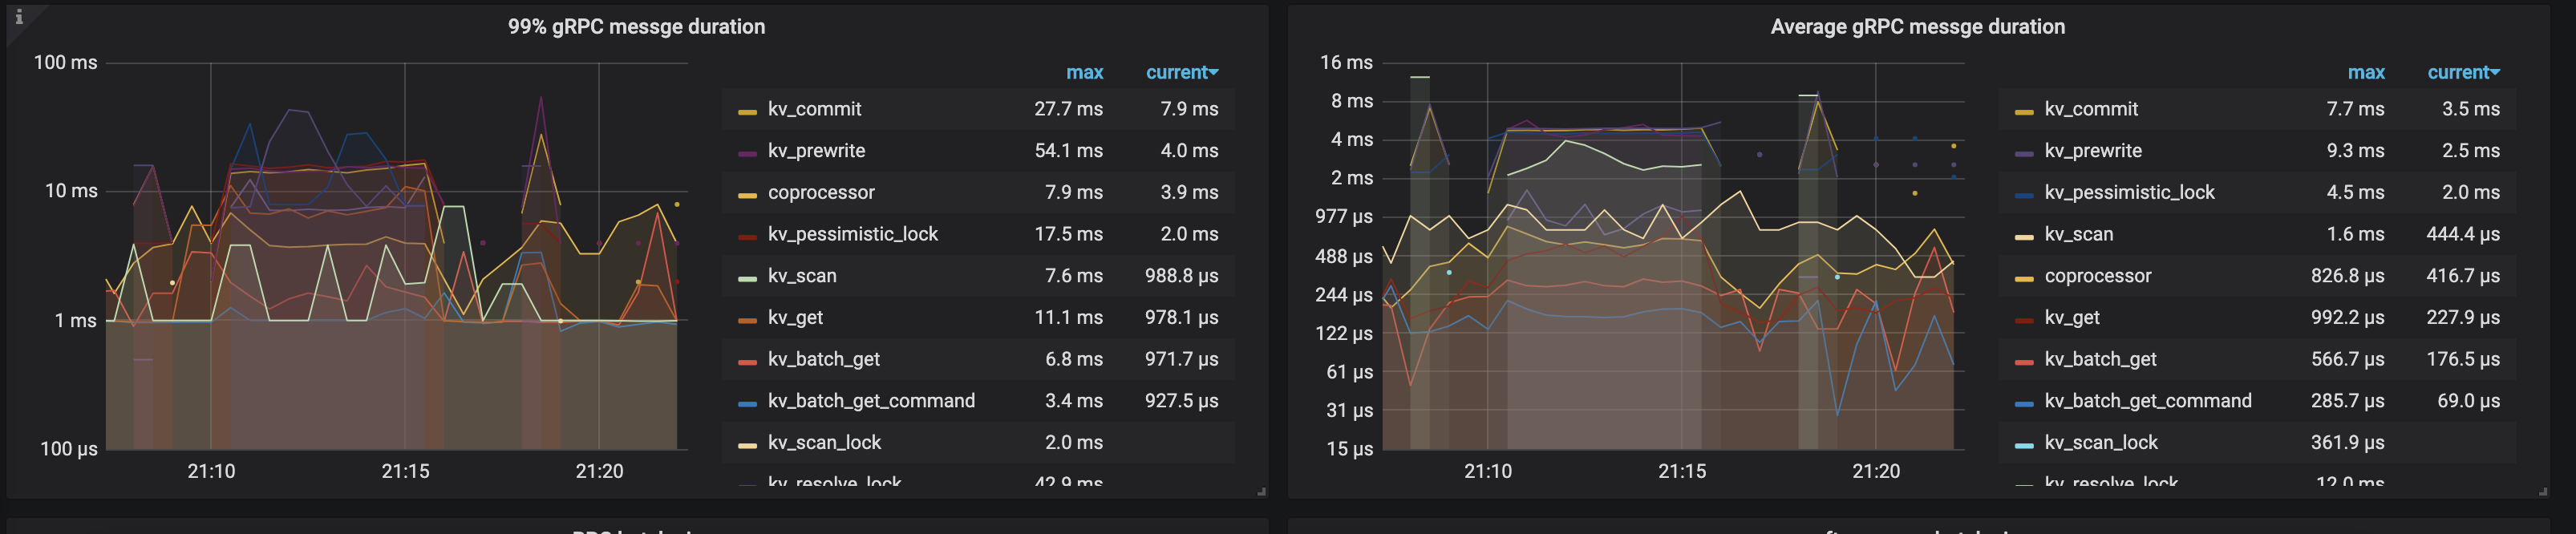 99% gRPC messge duration
100 ms
10 ms
1 ms
100 µs
21:10 21:15 21:20
max current
kv_commit 27.7 ms 7.9 ms
kv_prewrite 54.1 ms 4.0 ms
coprocessor 7.9 ms 3.9 ms
kv_pessimistic_lock 17.5 ms 2.0 ms
kv_scan 7.6 ms 988.8 µs
kv_get 11.1 ms 978.1 µs
kv_batch_get 6.8 ms 971.7 µs
kv_batch_get_command 3.4 ms 927.5 µs
kv_scan_lock 2.0 ms
kv_resolve_lock 42.9 ms
Average gRPC messge duration
16 ms
8 ms
4 ms
2 ms
977 µs
488 µs
244 µs
122 µs
61 µs
31 µs
15 µs
21:10 21:15 21:20
max current
kv_commit 7.7 ms 3.5 ms
kv_prewrite 9.3 ms 2.5 ms
kv_pessimistic_lock 4.5 ms 2.0 ms
kv_scan 1.6 ms 444.4 µs
coprocessor 826.8 µs 416.7 µs
kv_get 992.2 µs 227.9 µs
kv_batch_get 566.7 µs 176.5 µs
kv_batch_get_command 285.7 µs 69.0 µs
kv_scan_lock 361.9 µs
kv_resolve_lock 12.0 ms